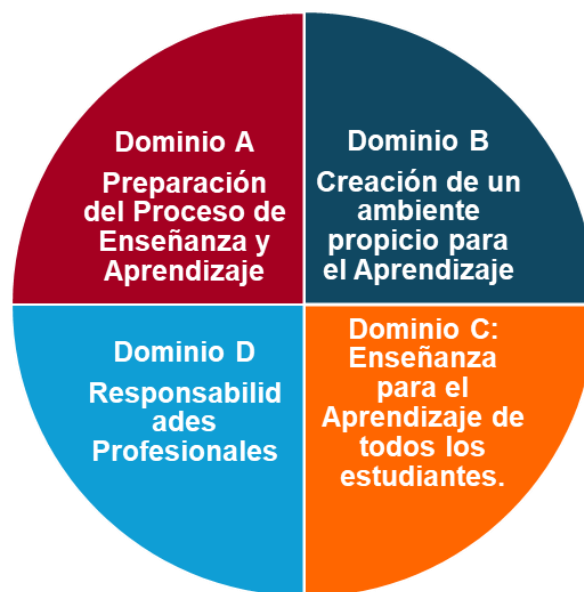 Dominio A
Preparación
del Proceso de
Enseñanza y
Aprendizaje
Dominio B
Creación de un
ambiente
propicio para
el Aprendizaje
Dominio D
Responsabilid
ades
Profesionales
Dominio C:
Enseñanza
para el
Aprendizaje de
todos los
estudiantes.